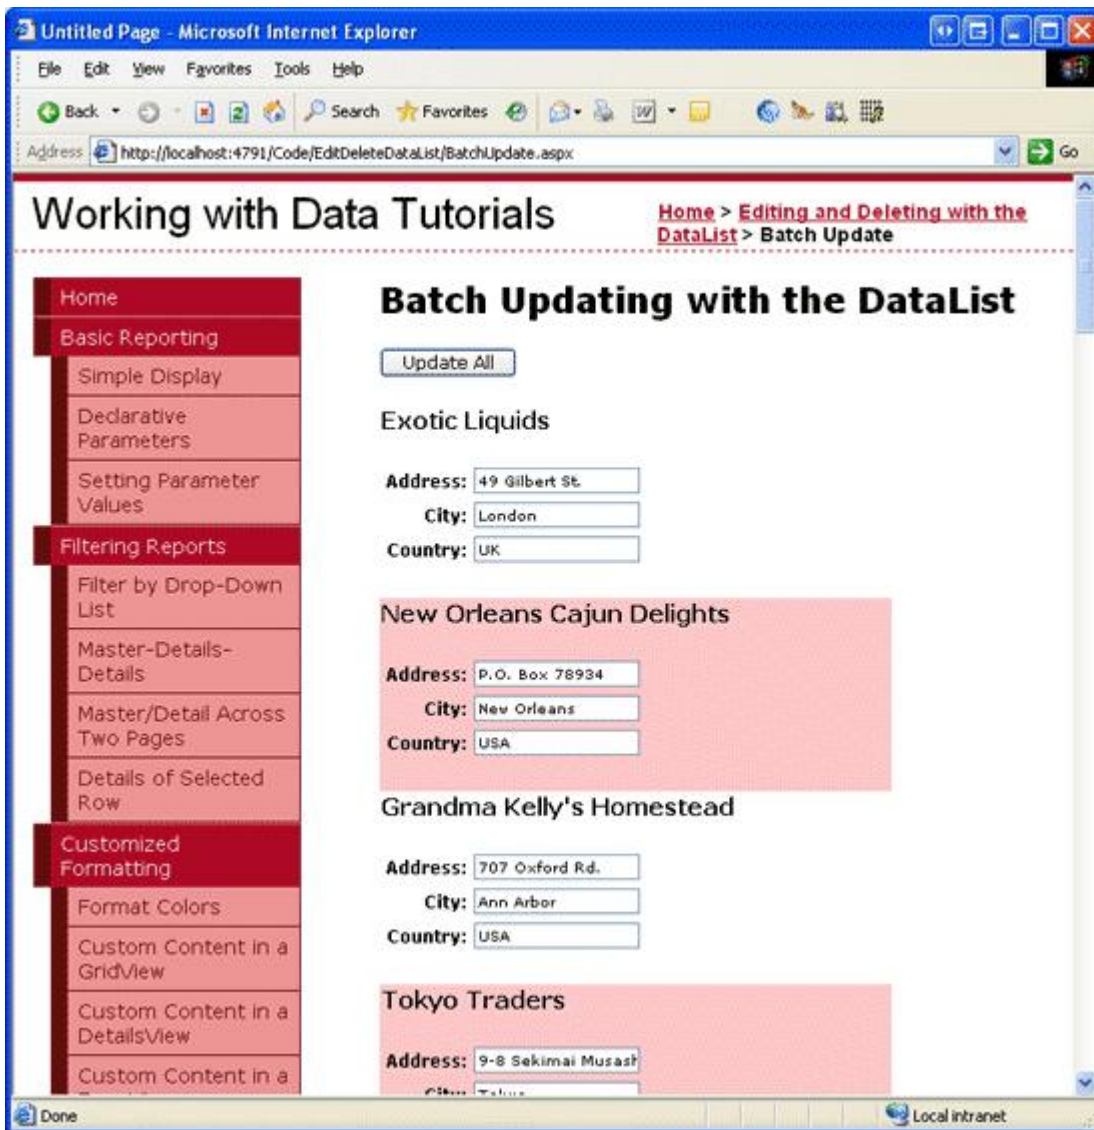 Untitled Page - Microsoft Internet Explorer
File Edit View Favorites Tools Help
Back Search Favorites
Address http://localhost:4791/Code/EditDeleteDataList/BatchUpdate.aspx Go
Working with Data Tutorials
Home > Editing and Deleting with the
DataList > Batch Update
Home
Basic Reporting
Simple Display
Declarative
Parameters
Setting Parameter
Values
Filtering Reports
Filter by Drop-Down
List
Master-Details-
Details
Master/Detail Across
Two Pages
Details of Selected
Row
Customized
Formatting
Format Colors
Custom Content in a
GridView
Custom Content in a
DetailsView
Custom Content in a
Batch Updating with the DataList
Update All
Exotic Liquids
Address: 49 Gilbert St.
City: London
Country: UK
New Orleans Cajun Delights
Address: P.O. Box 78934
City: New Orleans
Country: USA
Grandma Kelly's Homestead
Address: 707 Oxford Rd.
City: Ann Arbor
Country: USA
Tokyo Traders
Address: 9-8 Sekimai Musash
City: Tokyo
Done
Local intranet